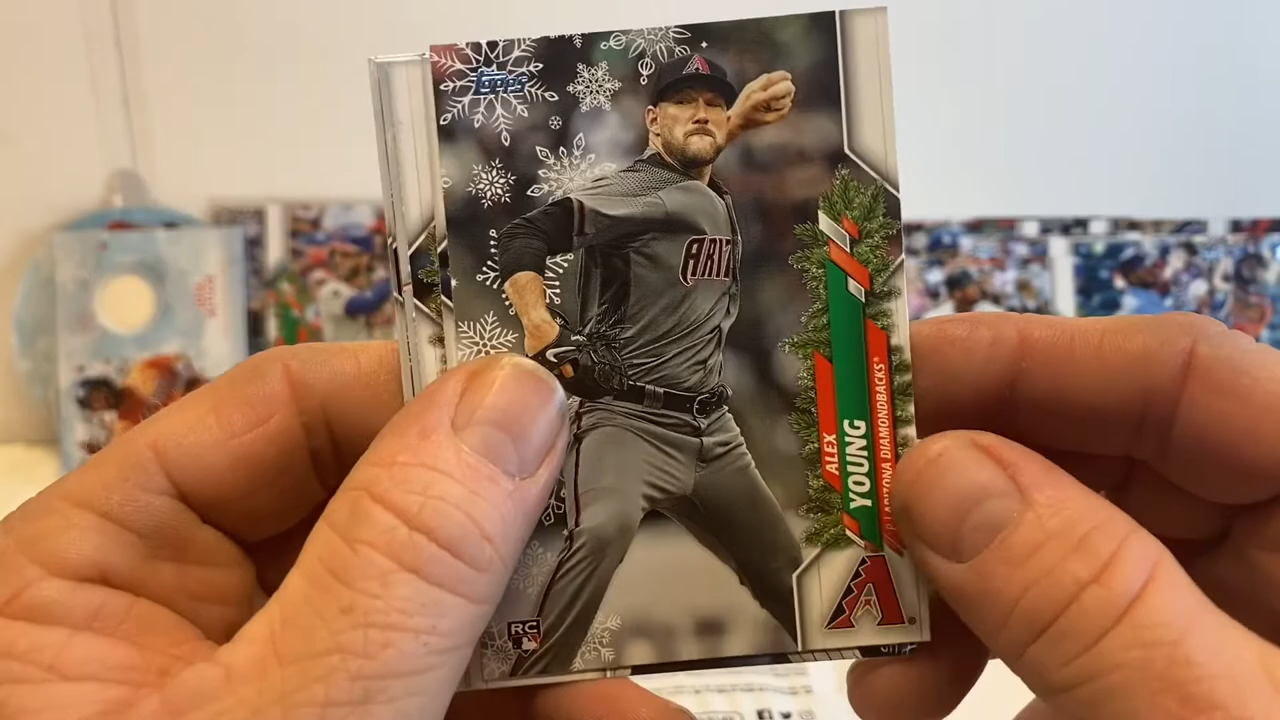 Topps
ARIZ
ALEX
YOUNG
P | ARIZONA DIAMONDBACKS®
RC